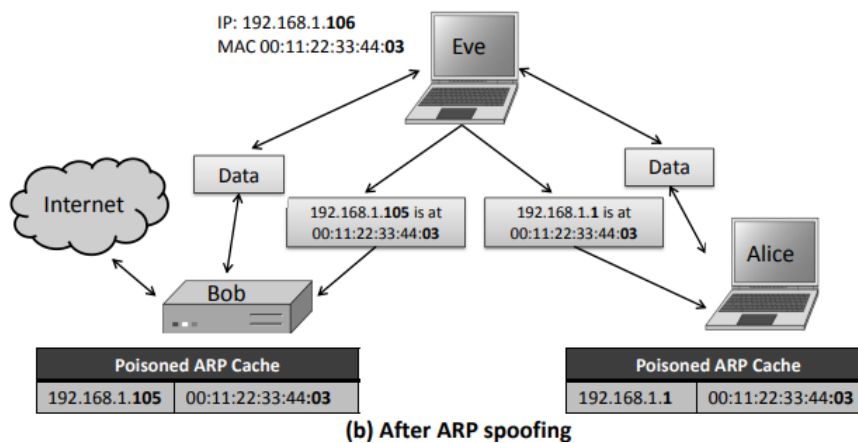 IP: 192.168.1.106
MAC 00:11:22:33:44:03
Eve
Data
Data
Internet
192.168.1.105 is at
00:11:22:33:44:03
192.168.1.1 is at
00:11:22:33:44:03
Alice
Bob
Poisoned ARP Cache
192.168.1.105 00:11:22:33:44:03
Poisoned ARP Cache
192.168.1.1 00:11:22:33:44:03
(b) After ARP spoofing